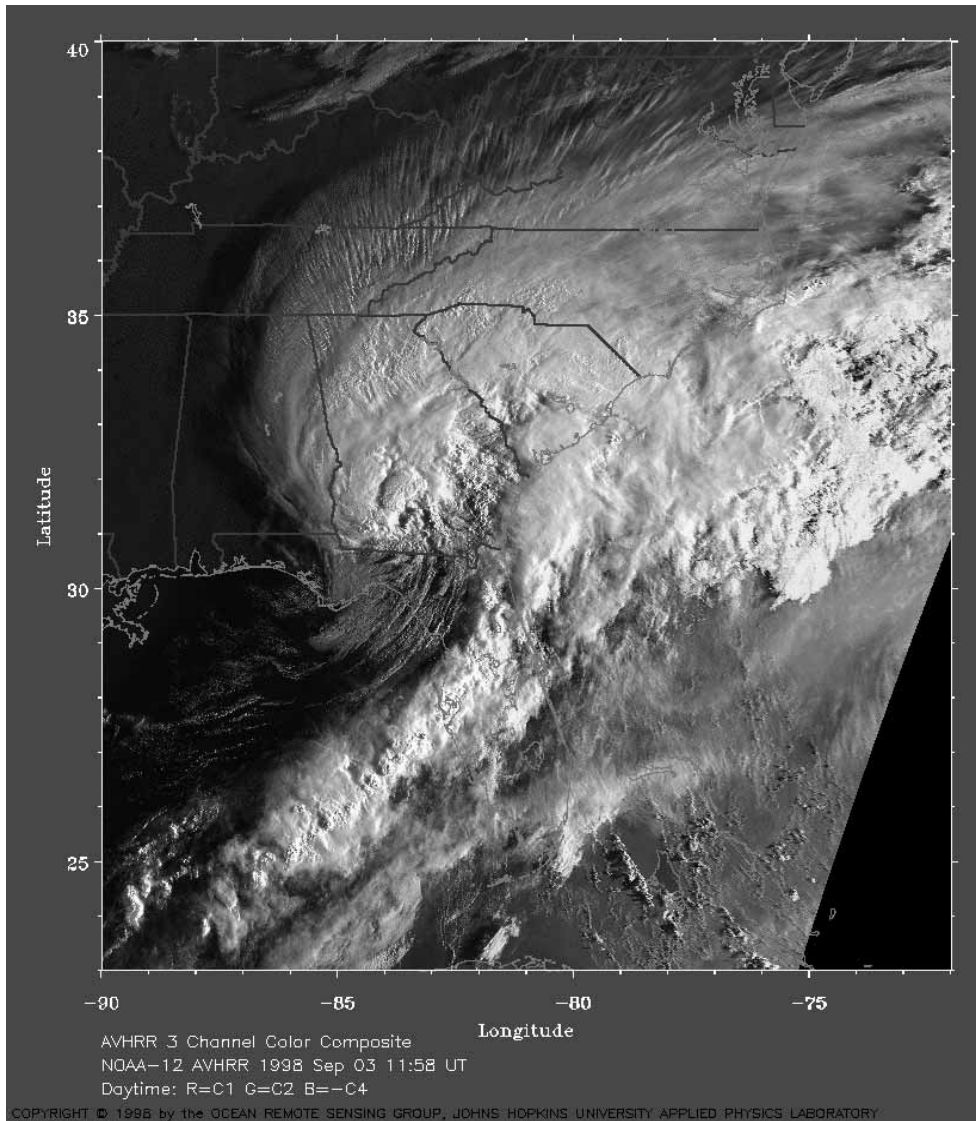 40
35
30
25
Latitude
-90 -85 -80 -75
Longitude
AVHRR 3 Channel Color Composite
NOAA-12 AVHRR 1998 Sep 03 11:58 UT
Daytime: R=C1 G=C2 B=-C4
COPYRIGHT © 1998 by the OCEAN REMOTE SENSING GROUP, JOHNS HOPKINS UNIVERSITY APPLIED PHYSICS LABORATORY